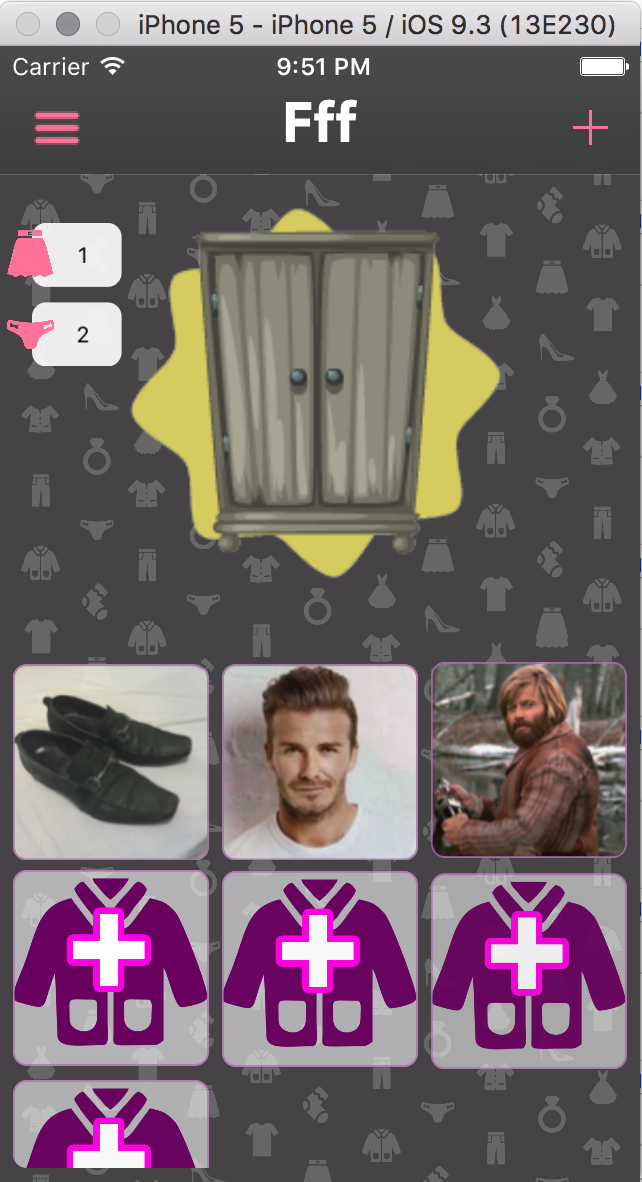 iPhone 5 - iPhone 5 / iOS 9.3 (13E230)
Carrier 9:51 PM
Fff
1
2